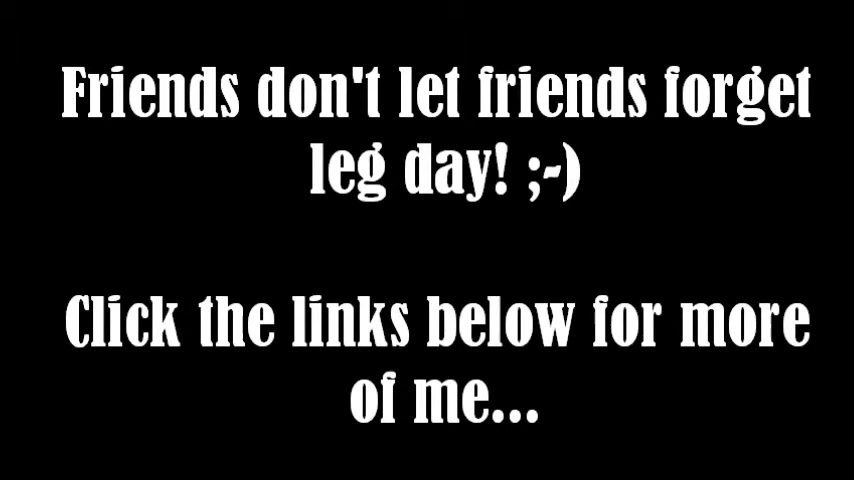 Friends don't let friends forget
leg day! ;-)
Click the links below for more
of me...